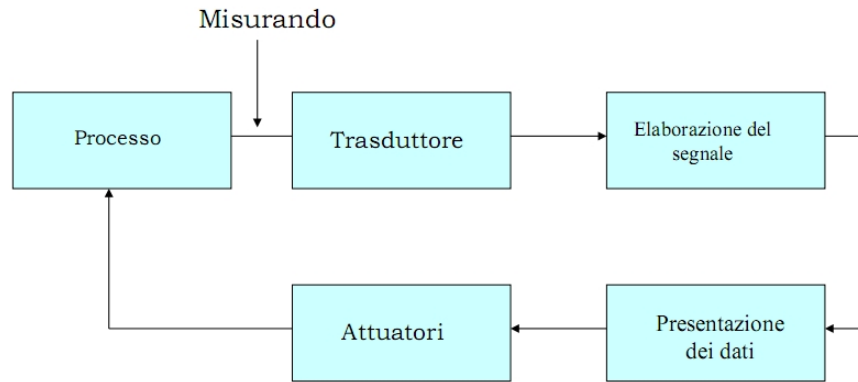 Misurando
Processo
Trasduttore
Elaborazione del
segnale
Attuatori
Presentazione
dei dati